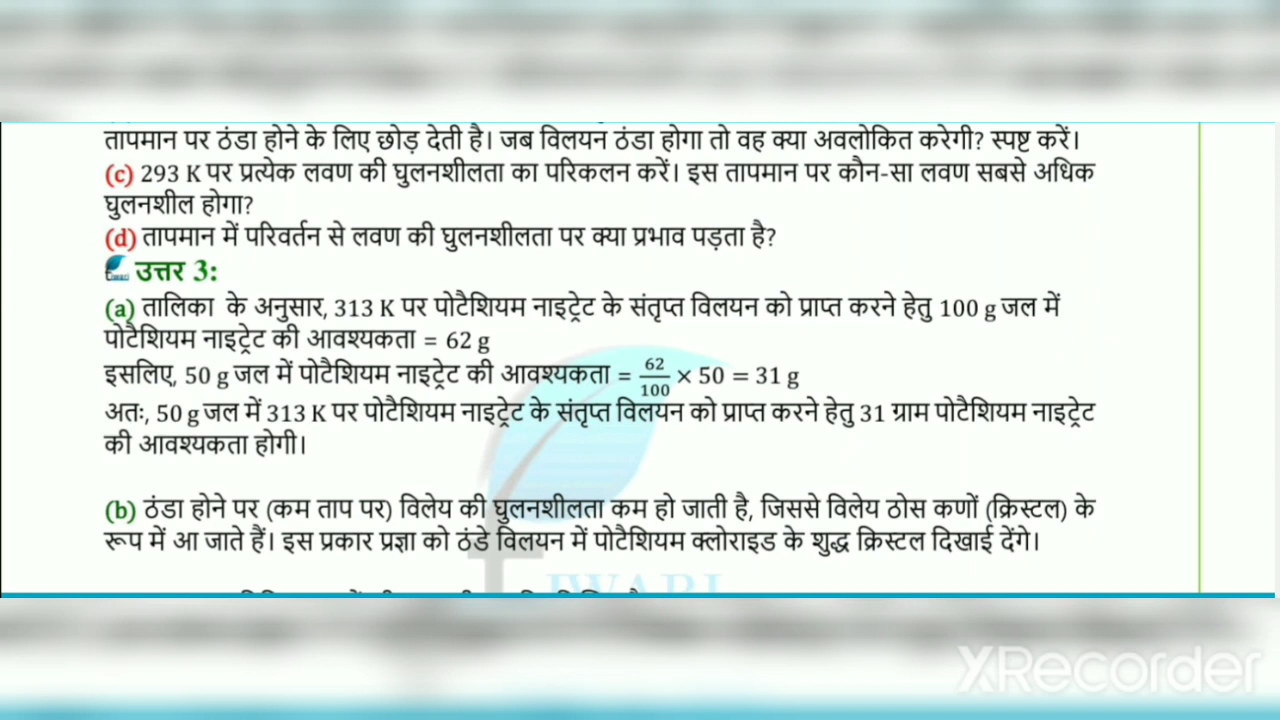 तापमान पर ठंडा होने के लिए छोड़ देती है। जब विलयन ठंडा होगा तो वह क्या अवलोकित करेगी? स्पष्ट करें।
(c) 293 K पर प्रत्येक लवण की घुलनशीलता का परिकलन करें। इस तापमान पर कौन-सा लवण सबसे अधिक
घुलनशील होगा?
(d) तापमान में परिवर्तन से लवण की घुलनशीलता पर क्या प्रभाव पड़ता है?
उत्तर 3:
(a) तालिका के अनुसार, 313 K पर पोटैशियम नाइट्रेट के संतृप्त विलयन को प्राप्त करने हेतु 100 g जल में
पोटैशियम नाइट्रेट की आवश्यकता = 62 g
इसलिए, 50 g जल में पोटैशियम नाइट्रेट की आवश्यकता = 62/100 × 50 = 31 g
अतः, 50 g जल में 313 K पर पोटैशियम नाइट्रेट के संतृप्त विलयन को प्राप्त करने हेतु 31 ग्राम पोटैशियम नाइट्रेट
की आवश्यकता होगी।
(b) ठंडा होने पर (कम ताप पर) विलेय की घुलनशीलता कम हो जाती है, जिससे विलेय ठोस कणों (क्रिस्टल) के
रूप में आ जाते हैं। इस प्रकार प्रज्ञा को ठंडे विलयन में पोटैशियम क्लोराइड के शुद्ध क्रिस्टल दिखाई देंगे।
XRecorder